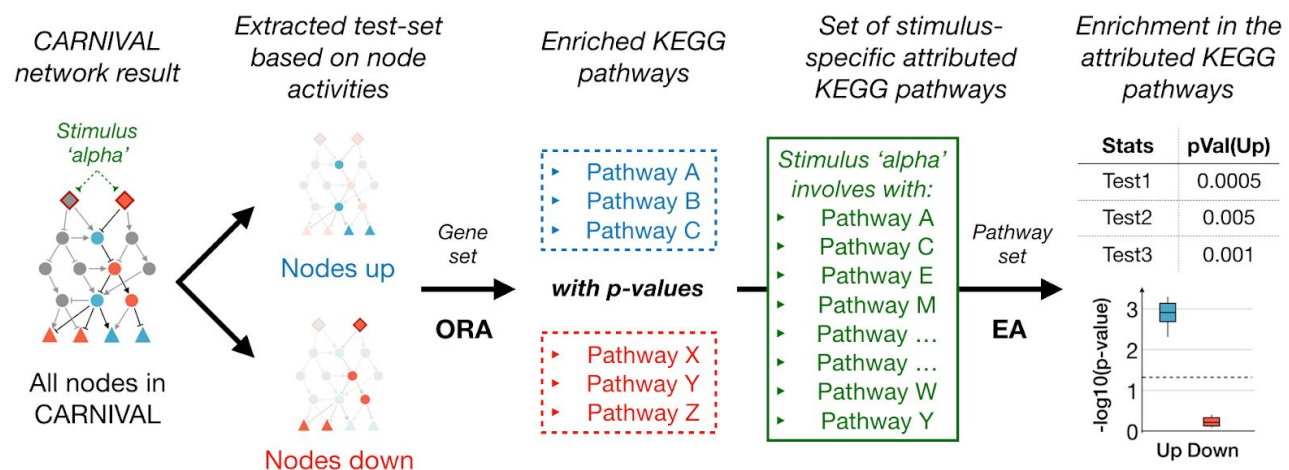 CARNIVAL
network result
Stimulus
'alpha'
All nodes in
CARNIVAL
Extracted test-set
based on node
activities
Nodes up
Nodes down
Gene
set
ORA
Enriched KEGG
pathways
‣ Pathway A
‣ Pathway B
‣ Pathway C
with p-values
‣ Pathway X
‣ Pathway Y
‣ Pathway Z
Set of stimulus-
specific attributed
KEGG pathways
Stimulus 'alpha'
involves with:
‣ Pathway A
‣ Pathway C
‣ Pathway E
‣ Pathway M
‣ Pathway ...
‣ Pathway ...
‣ Pathway W
‣ Pathway Y
Pathway
set
EA
Enrichment in the
attributed KEGG
pathways
Stats pVal(Up)
Test1 0.0005
Test2 0.005
Test3 0.001
-log10(p-value)
3
2
1
0
Up Down